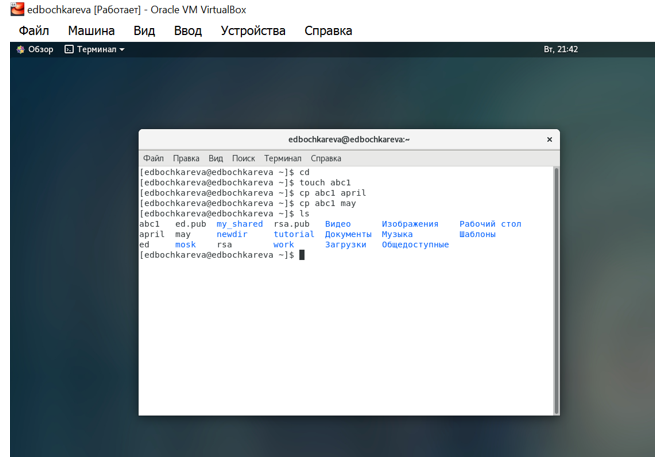 edbochkareva [Работает] - Oracle VM VirtualBox
Файл Машина Вид Ввод Устройства Справка
Обзор Терминал Вт, 21:42
edbochkareva@edbochkareva:~ ×
Файл Правка Вид Поиск Терминал Справка
[edbochkareva@edbochkareva ~]$ cd
[edbochkareva@edbochkareva ~]$ touch abc1
[edbochkareva@edbochkareva ~]$ cp abc1 april
[edbochkareva@edbochkareva ~]$ cp abc1 may
[edbochkareva@edbochkareva ~]$ ls
abc1 ed.pub my_shared rsa.pub Видео Изображения Рабочий стол
april may newdir tutorial Документы Музыка Шаблоны
ed mosk rsa work Загрузки Общедоступные
[edbochkareva@edbochkareva ~]$